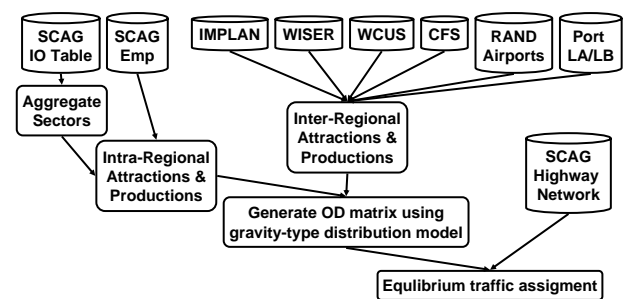 SCAG
IO Table
SCAG
Emp
IMPLAN
WISER
WCUS
CFS
RAND
Airports
Port
LA/LB
Aggregate
Sectors
Inter-Regional
Attractions &
Productions
Intra-Regional
Attractions &
Productions
SCAG
Highway
Network
Generate OD matrix using
gravity-type distribution model
Equlibrium traffic assigment